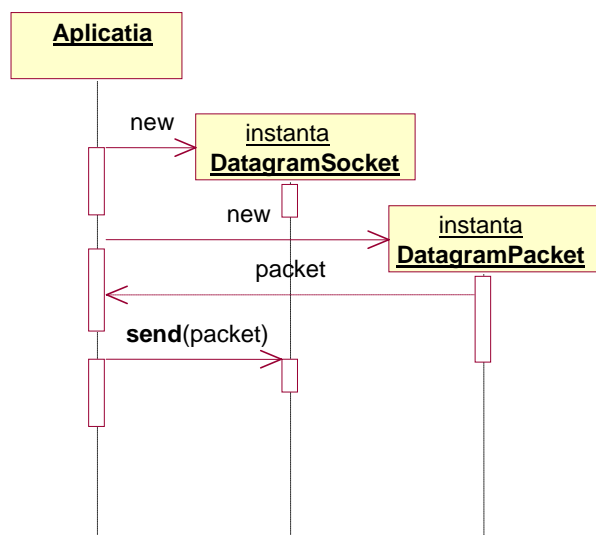 Aplicatia
new
instanta
DatagramSocket
new
instanta
DatagramPacket
packet
send(packet)